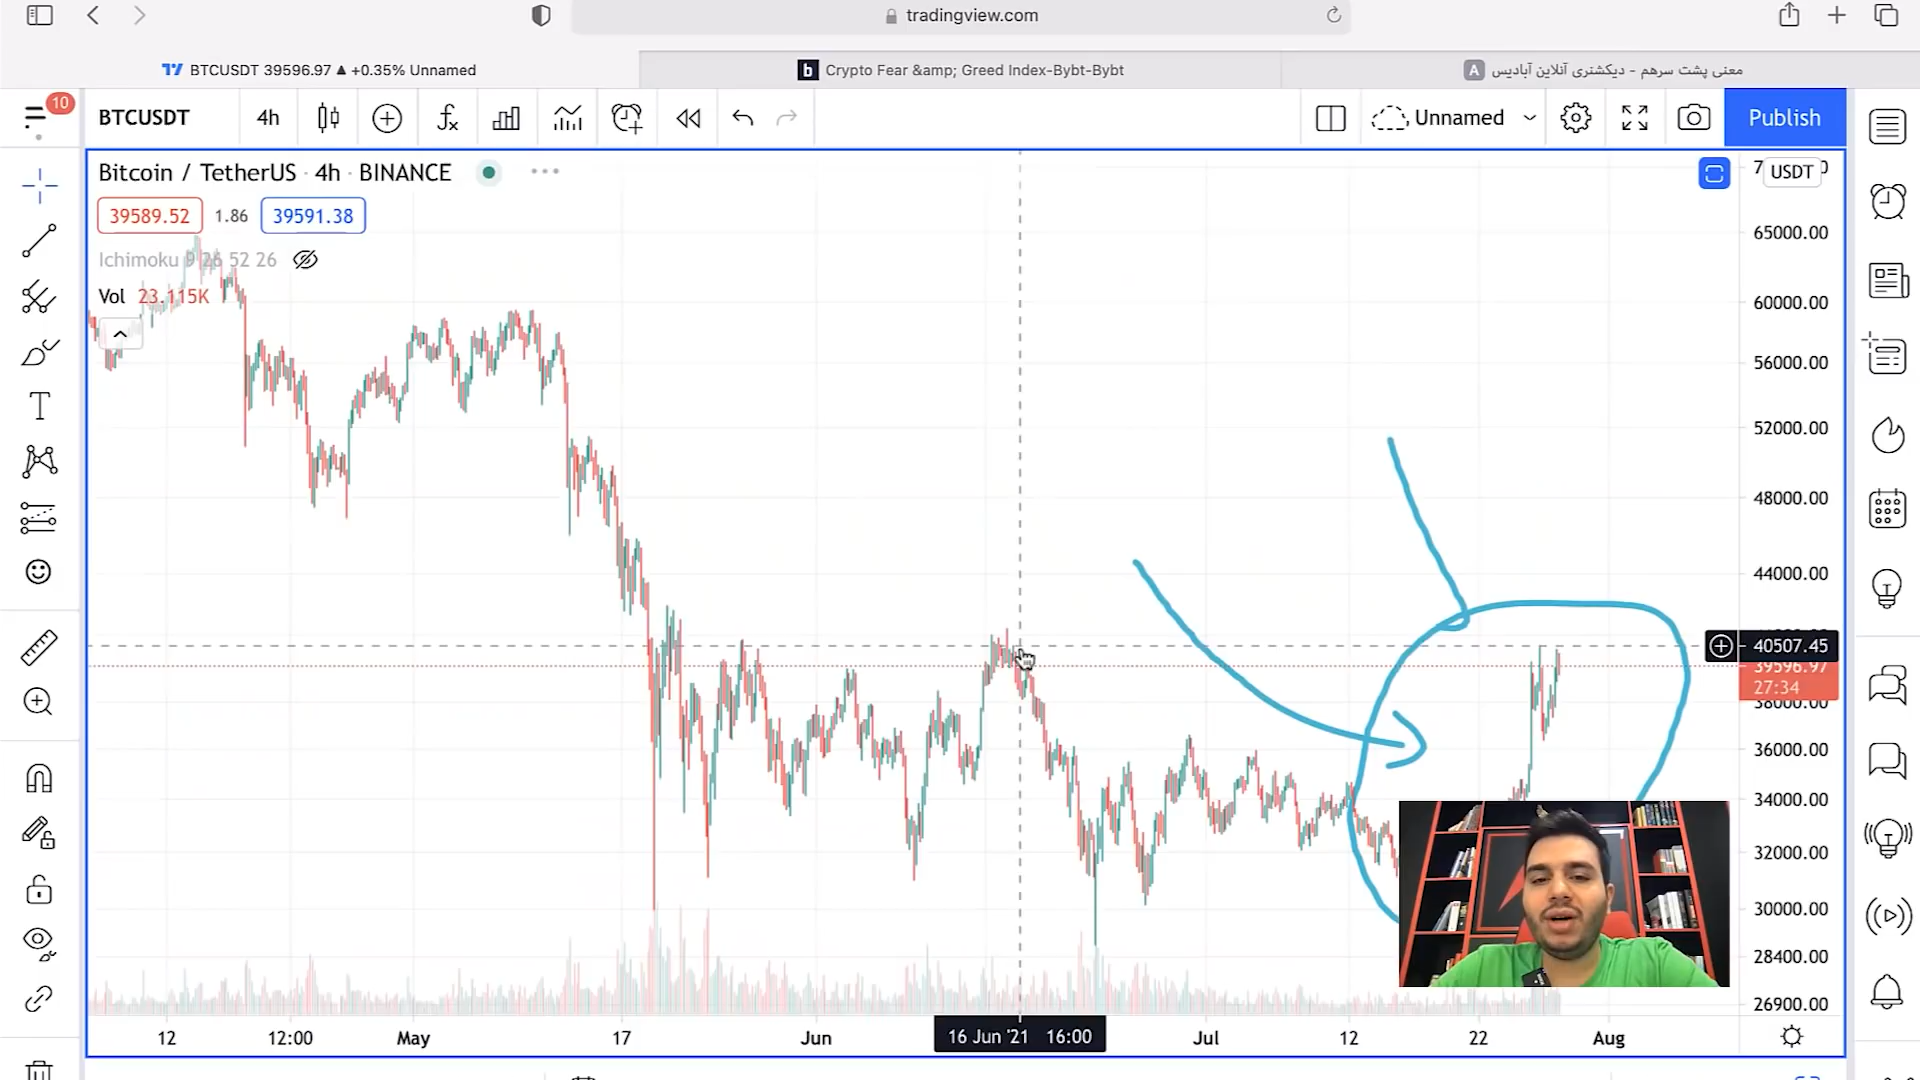 tradingview.com
BTCUSDT 39596.97 ▲ +0.35% Unnamed
Crypto Fear &amp; Greed Index-Bybt-Bybt
معنی پشت سرهم - دیکشنری آنلاین آبادیس
10
BTCUSDT
4h
Unnamed
Publish
Bitcoin / TetherUS · 4h · BINANCE
USDT
39589.52 1.86 39591.38
Ichimoku 9 26 52 26
Vol 23.115K
65000.00
60000.00
56000.00
52000.00
48000.00
44000.00
40507.45
39596.97
27:34
38000.00
36000.00
34000.00
32000.00
30000.00
28400.00
26900.00
12 12:00 May 17 Jun 16 Jun '21 16:00 Jul 12 22 Aug